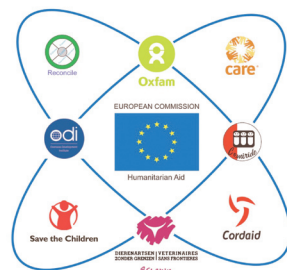 Reconcile
Oxfam
care
EUROPEAN COMMISSION
odi
Humanitarian Aid
Save the Children
Cordaid
DIERENARTSEN | VETERINAIRES
ZONDER GRENZEN | SANS FRONTIERES